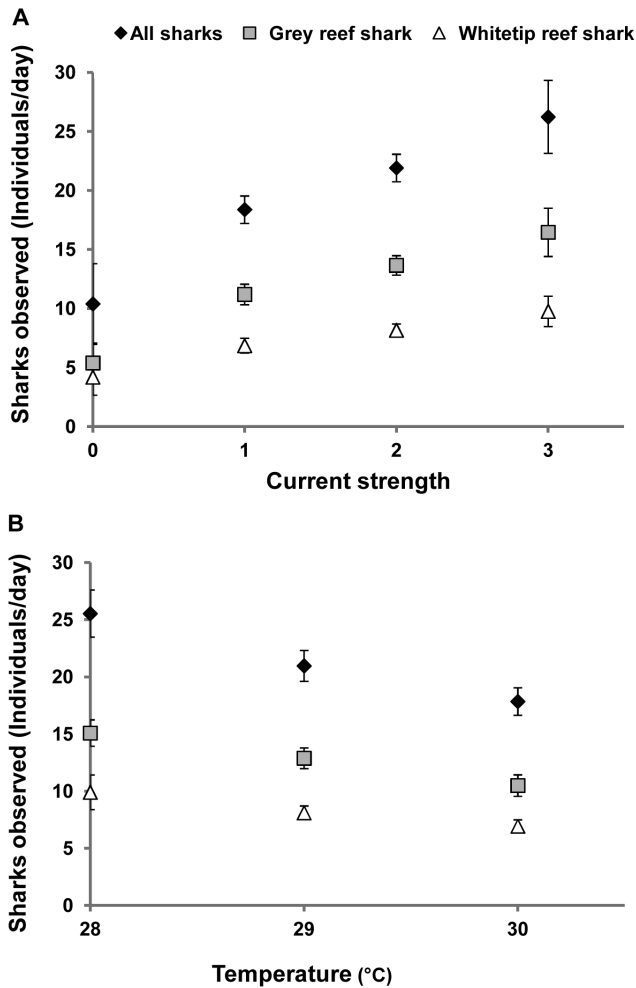 A
All sharks Grey reef shark Whitetip reef shark
Sharks observed (Individuals/day)
30
25
20
15
10
5
0
0 1 2 3
Current strength
B
Sharks observed (Individuals/day)
30
25
20
15
10
5
0
28 29 30
Temperature (°C)